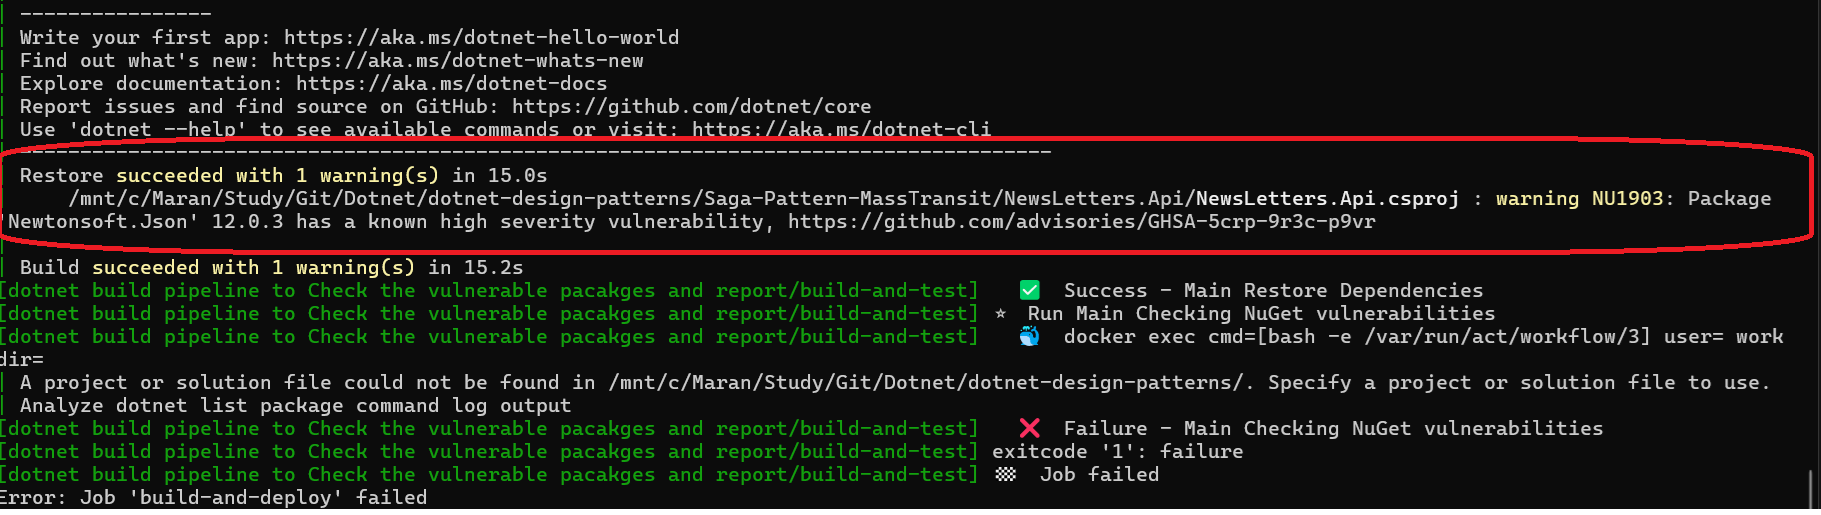 ----------------
Write your first app: https://aka.ms/dotnet-hello-world
Find out what's new: https://aka.ms/dotnet-whats-new
Explore documentation: https://aka.ms/dotnet-docs
Report issues and find source on GitHub: https://github.com/dotnet/core
Use 'dotnet --help' to see available commands or visit: https://aka.ms/dotnet-cli
--------------------------------------------------------------------------------------
Restore succeeded with 1 warning(s) in 15.0s
/mnt/c/Maran/Study/Git/Dotnet/dotnet-design-patterns/Saga-Pattern-MassTransit/NewsLetters.Api/NewsLetters.Api.csproj : warning NU1903: Package
'Newtonsoft.Json' 12.0.3 has a known high severity vulnerability, https://github.com/advisories/GHSA-5crp-9r3c-p9vr
Build succeeded with 1 warning(s) in 15.2s
[dotnet build pipeline to Check the vulnerable pacakges and report/build-and-test] ✅ Success - Main Restore Dependencies
[dotnet build pipeline to Check the vulnerable pacakges and report/build-and-test] ⭐ Run Main Checking NuGet vulnerabilities
[dotnet build pipeline to Check the vulnerable pacakges and report/build-and-test] 🐳 docker exec cmd=[bash -e /var/run/act/workflow/3] user= work
dir=
| A project or solution file could not be found in /mnt/c/Maran/Study/Git/Dotnet/dotnet-design-patterns/. Specify a project or solution file to use.
| Analyze dotnet list package command log output
[dotnet build pipeline to Check the vulnerable pacakges and report/build-and-test] ❌ Failure - Main Checking NuGet vulnerabilities
[dotnet build pipeline to Check the vulnerable pacakges and report/build-and-test] exitcode '1': failure
[dotnet build pipeline to Check the vulnerable pacakges and report/build-and-test] 🏁 Job failed
Error: Job 'build-and-deploy' failed